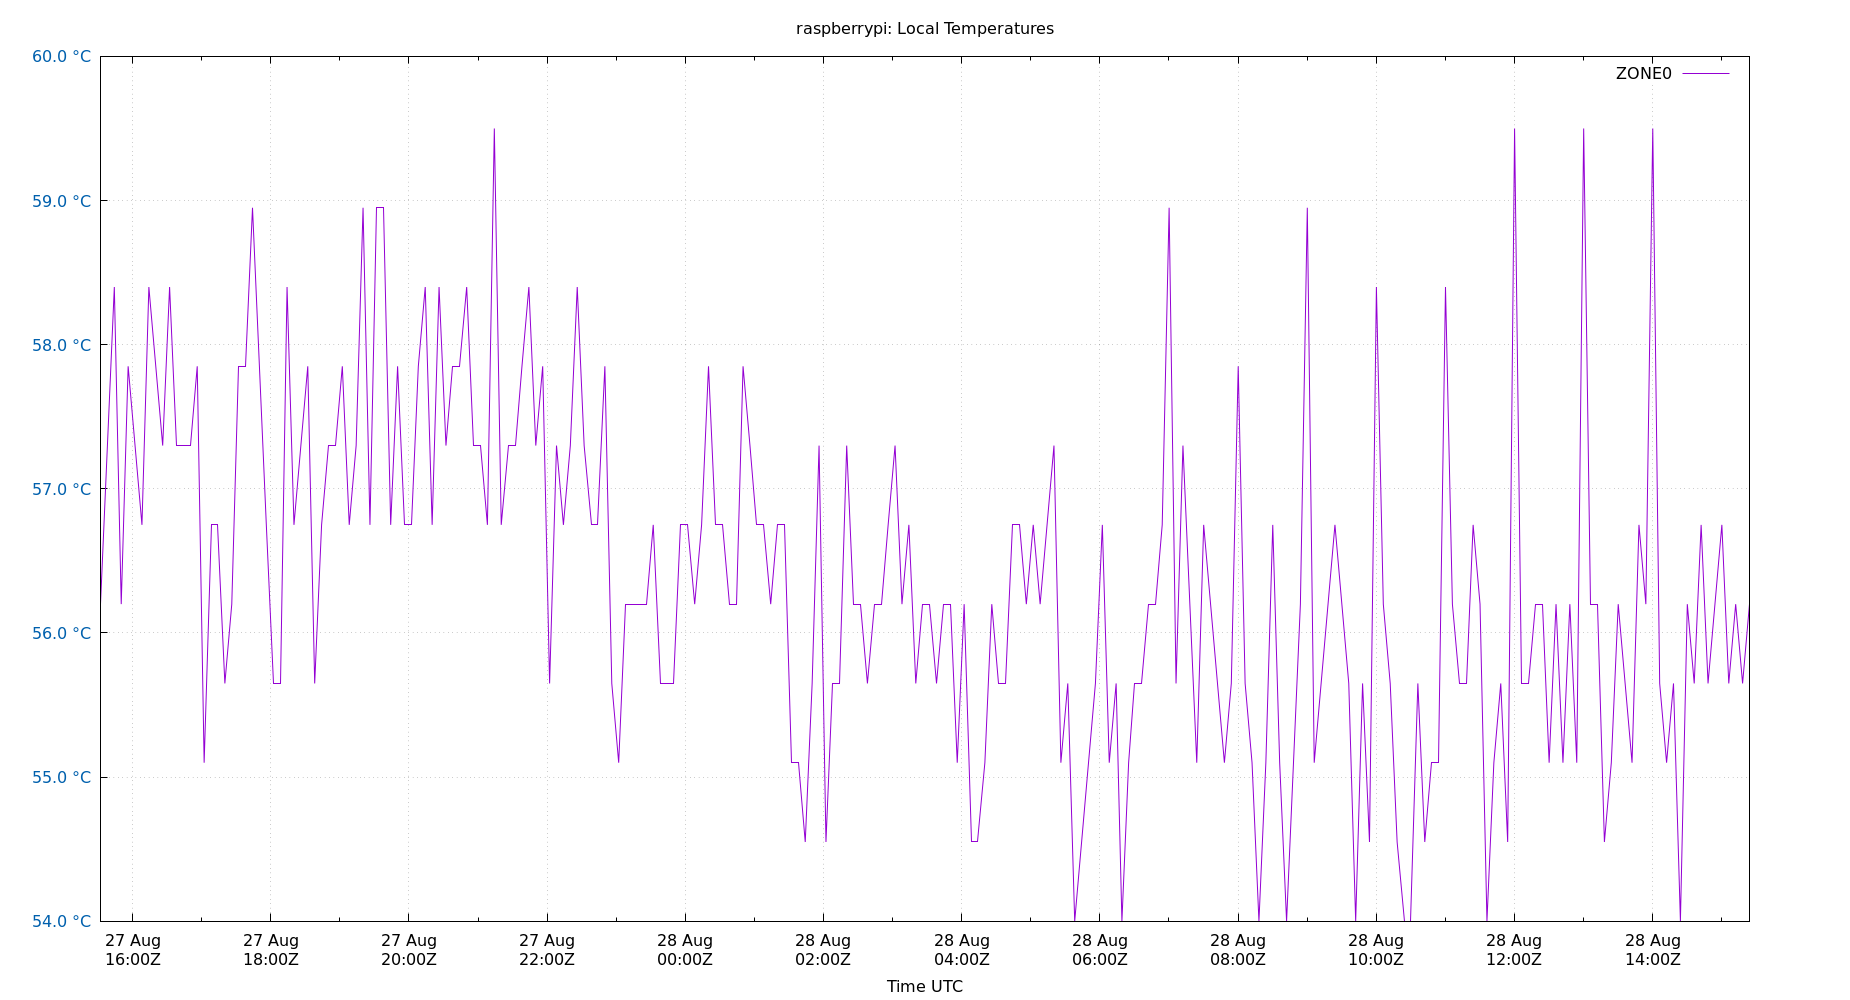 raspberrypi: Local Temperatures
60.0 °C
ZONE0
59.0 °C
58.0 °C
57.0 °C
56.0 °C
55.0 °C
54.0 °C
27 Aug 27 Aug 27 Aug 27 Aug 28 Aug 28 Aug 28 Aug 28 Aug 28 Aug 28 Aug 28 Aug 28 Aug
16:00Z 18:00Z 20:00Z 22:00Z 00:00Z 02:00Z 04:00Z 06:00Z 08:00Z 10:00Z 12:00Z 14:00Z
Time UTC